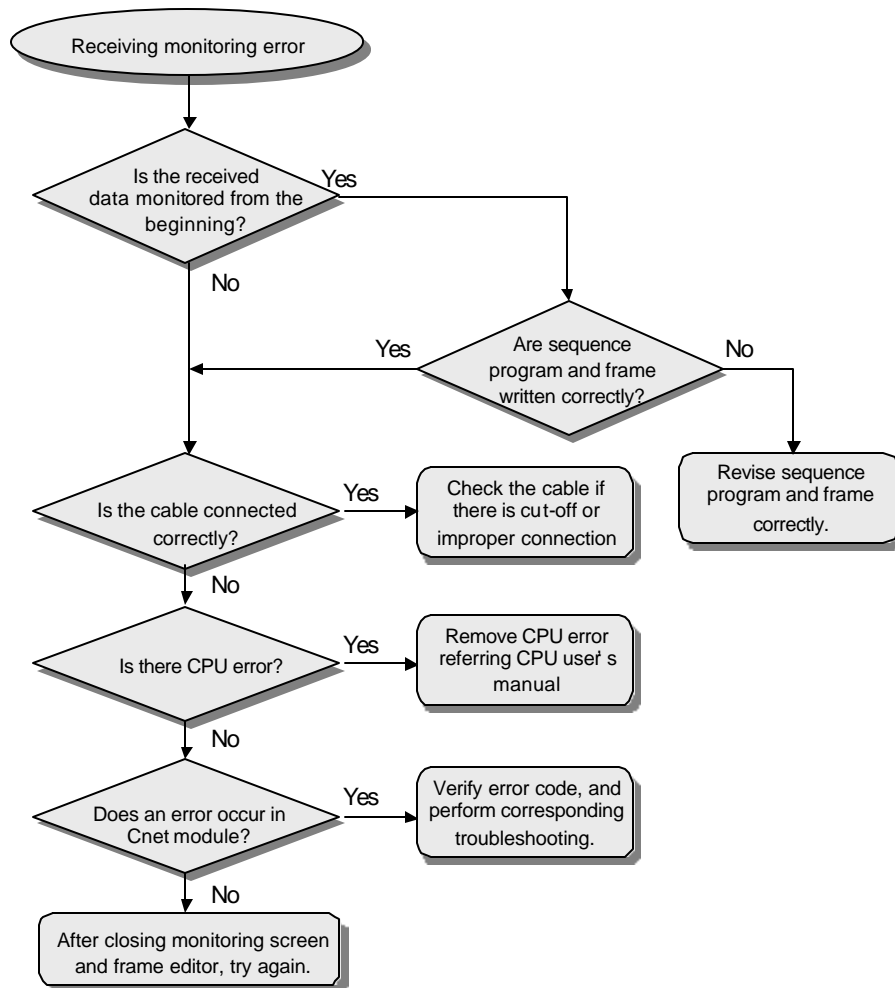 Receiving monitoring error
Is the received
data monitored from the
beginning?
Yes
No
Are sequence
program and frame
written correctly?
Yes
No
Revise sequence
program and frame
correctly.
Is the cable connected
correctly?
Yes
Check the cable if
there is cut-off or
improper connection
No
Is there CPU error?
Yes
Remove CPU error
referring CPU user's
manual
No
Does an error occur in
Cnet module?
Yes
Verify error code, and
perform corresponding
troubleshooting.
No
After closing monitoring screen
and frame editor, try again.